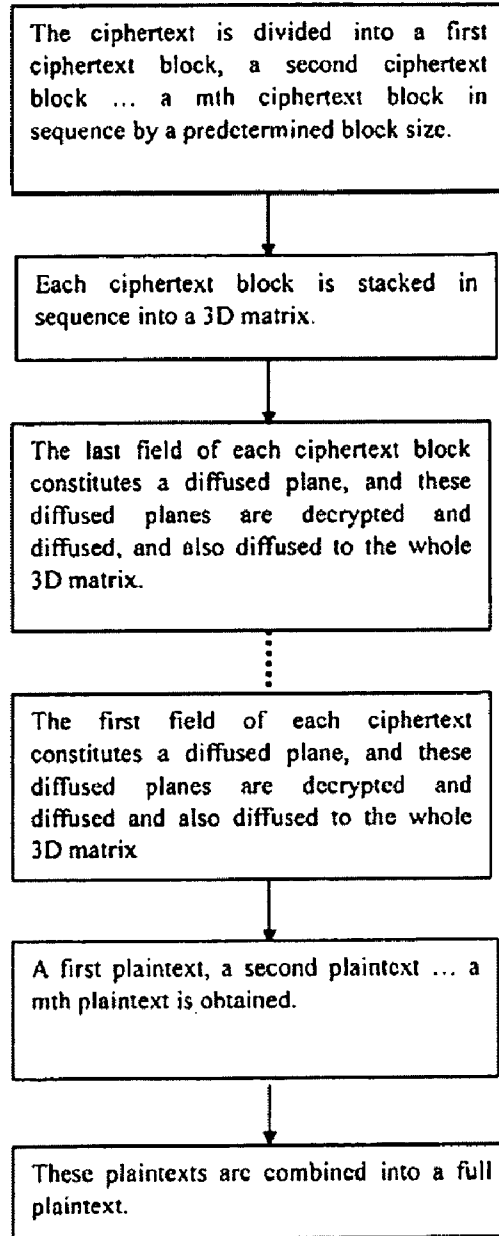 The ciphertext is divided into a first
ciphertext block, a second ciphertext
block ... a mth ciphertext block in
sequence by a predetermined block size.
Each ciphertext block is stacked in
sequence into a 3D matrix.
The last field of each ciphertext block
constitutes a diffused plane, and these
diffused planes are decrypted and
diffused, and also diffused to the whole
3D matrix.
The first field of each ciphertext
constitutes a diffused plane, and these
diffused planes are decrypted and
diffused and also diffused to the whole
3D matrix
A first plaintext, a second plaintext ... a
mth plaintext is obtained.
These plaintexts are combined into a full
plaintext.